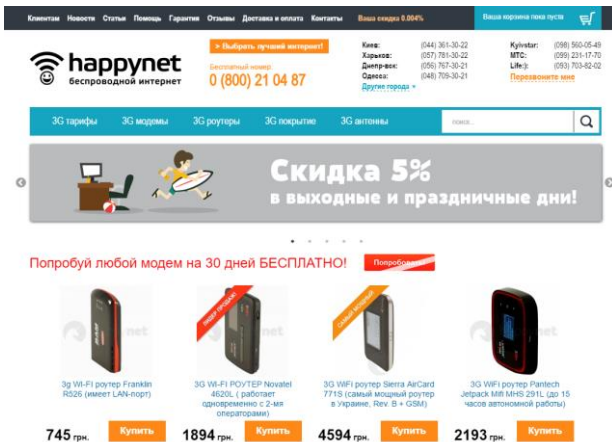 Клиентам Новости Статьи Помощь Гарантия Отзывы Доставка и оплата Контакты Ваша скидка 0.004% Ваша корзина пока пуста
happynet
беспроводной интернет
> Выбрать лучший интернет!
Бесплатный номер:
0 (800) 21 04 87
Киев: (044) 361-30-22
Харьков: (057) 781-30-22
Днепр-вск: (056) 767-30-21
Одесса: (048) 709-30-21
Другие города
Kyivstar: (098) 560-05-49
МТС: (099) 231-17-70
Life:): (093) 703-82-02
Перезвоните мне
3G тарифы 3G модемы 3G роутеры 3G покрытие 3G антенны поиск...
Скидка 5%
в выходные и праздничные дни!
Попробуй любой модем на 30 дней БЕСПЛАТНО!
ЛИДЕР ПРОДАЖ!
САМЫЙ МОЩНЫЙ
3g WI-FI роутер Franklin
R526 (имеет LAN-порт)
745 грн. Купить
3G WI-FI РОУТЕР Novatel
4620L ( работает
одновременно с 2-мя
операторами)
1894 грн. Купить
3G WiFi роутер Sierra AirCard
771S (самый мощный роутер
в Украине. Rev. B + GSM)
4594 грн. Купить
3G WiFi роутер Pantech
Jetpack Mifi MHS 291L (до 15
часов автономной работы)
2193 грн. Купить